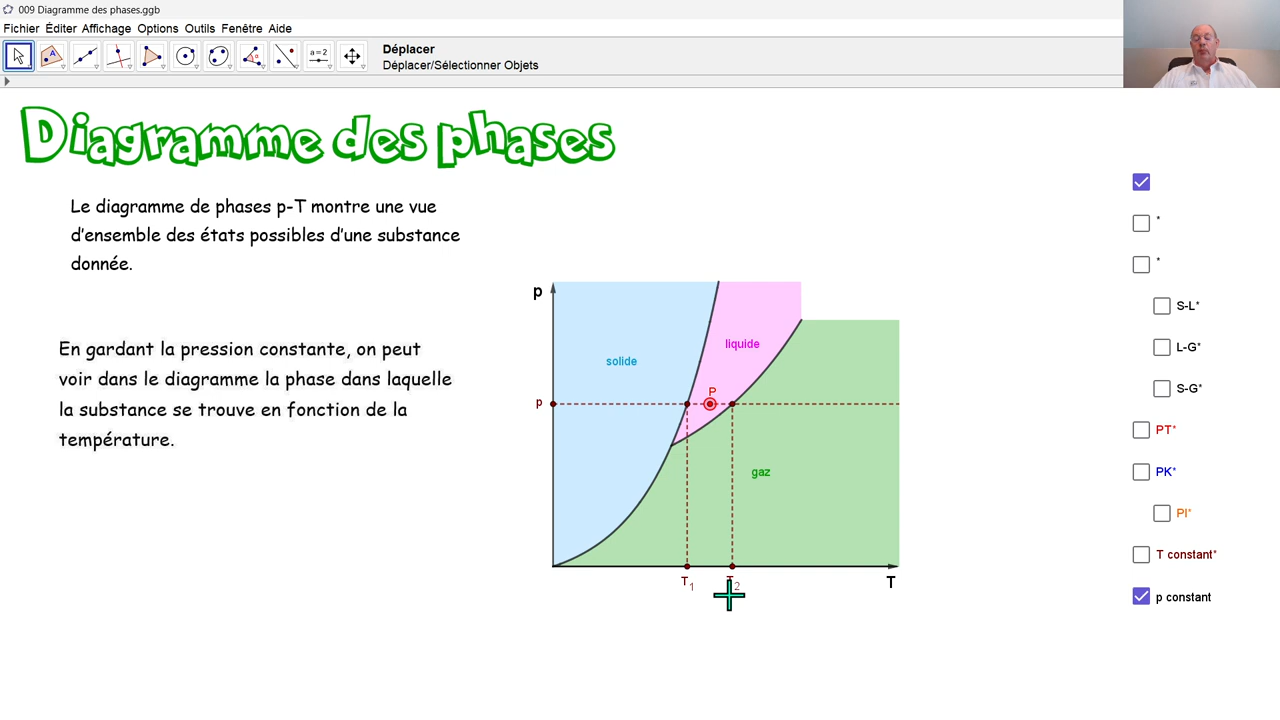 009 Diagramme des phases.ggb
Fichier Éditer Affichage Options Outils Fenêtre Aide
A
α
a=2
Déplacer
Déplacer/Sélectionner Objets
Diagramme des phases
Le diagramme de phases p-T montre une vue
d'ensemble des états possibles d'une substance
donnée.
En gardant la pression constante, on peut
voir dans le diagramme la phase dans laquelle
la substance se trouve en fonction de la
température.
p
solide
liquide
P
p
gaz
T
T1
T2
*
*
S-L*
L-G*
S-G*
PT*
PK*
PI*
T constant*
p constant